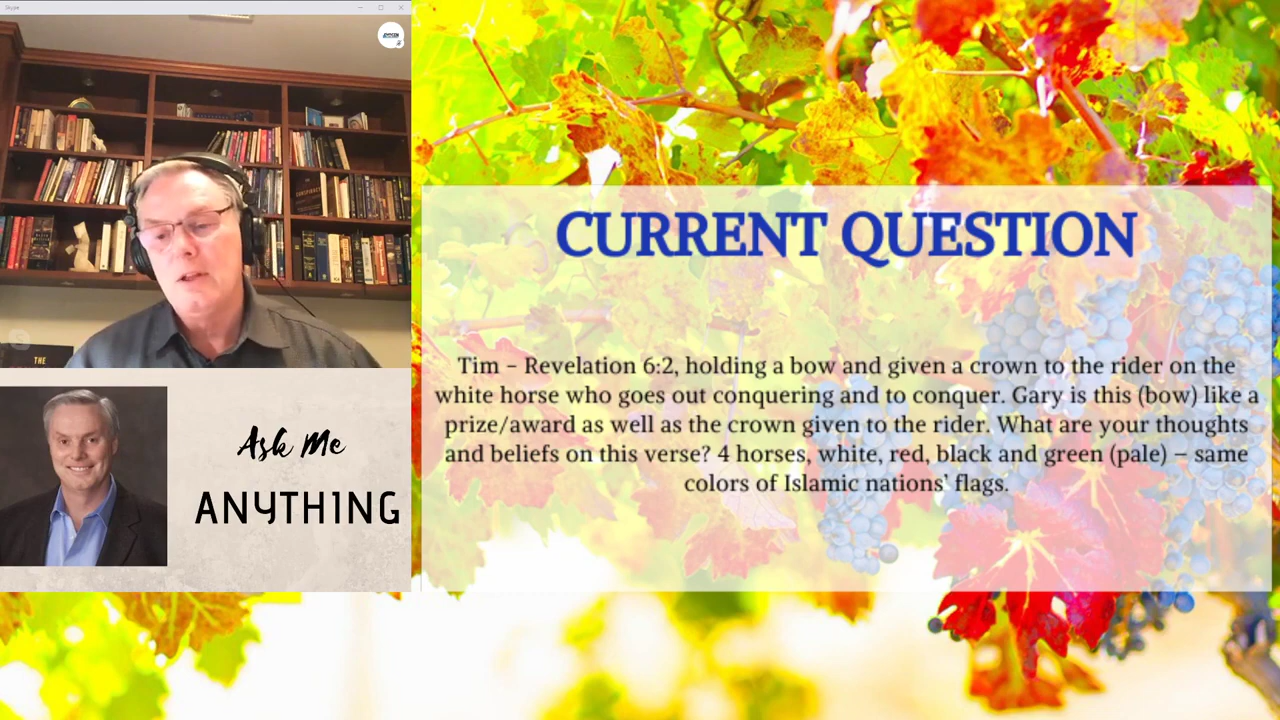 Skype
CONSPIRACY
THE
Ask Me
ANYTHING
CURRENT QUESTION
Tim – Revelation 6:2, holding a bow and given a crown to the rider on the
white horse who goes out conquering and to conquer. Gary is this (bow) like a
prize/award as well as the crown given to the rider. What are your thoughts
and beliefs on this verse? 4 horses, white, red, black and green (pale) – same
colors of Islamic nations' flags.